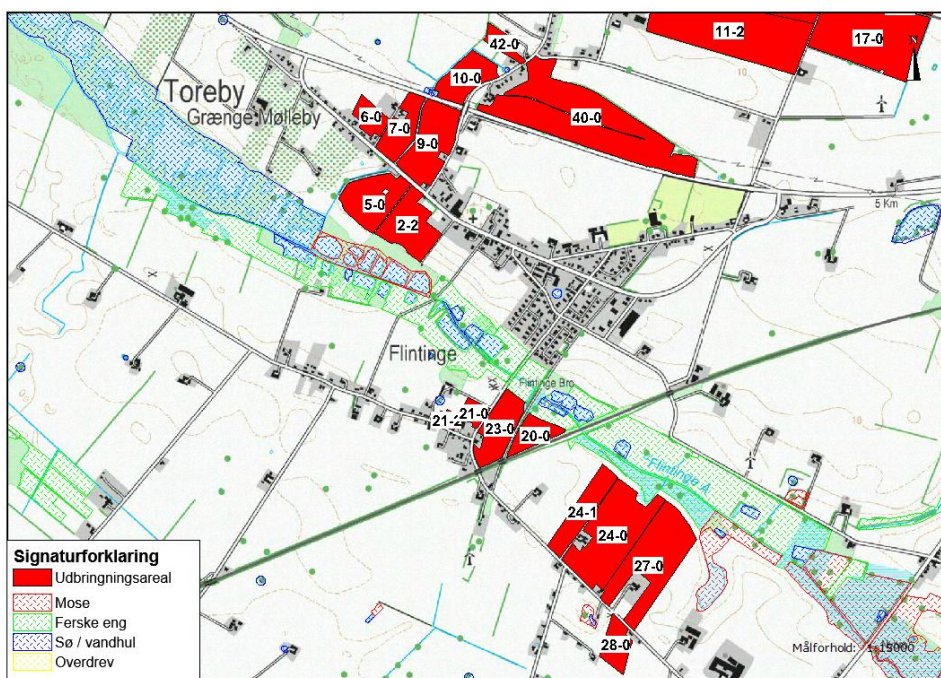 42-0
11-2
17-0
N
10-0
10
Toreby
Grænge Mølleby
6-0
7-0
40-0
9-0
5-0
5 Km
2-2
Flintinge
Flintinge Bro
21-0
21-2
23-0
20-0
10
Flintinge Å
24-1
24-0
27-0
28-0
Signaturforklaring
Udbringningsareal
Mose
Ferske eng
Sø / vandhul
Overdrev
Målforhold: 1:15000